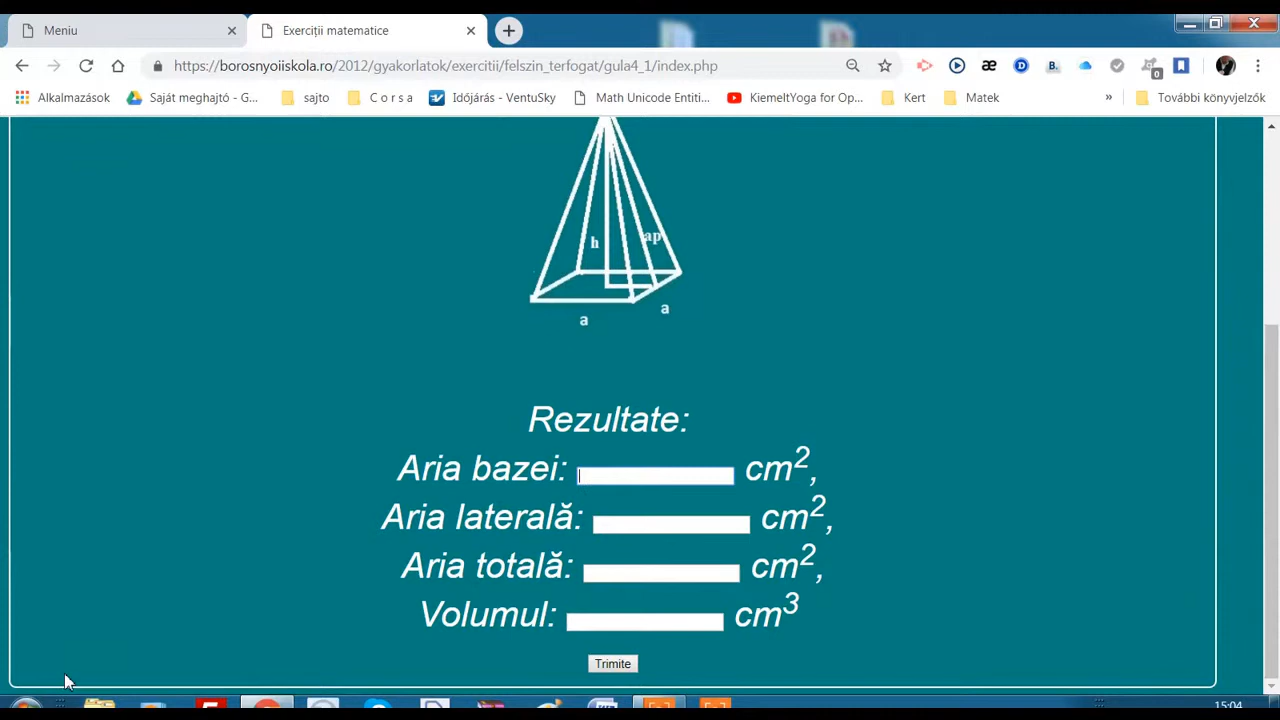 Meniu
Exerciții matematice
https://borosnyoiiskola.ro/2012/gyakorlatok/exercitii/felszin_terfogat/gula4_1/index.php
æ
B.
0
Alkalmazások
Saját meghajtó - G...
sajto
C o r s a
Időjárás - VentuSky
Math Unicode Entiti...
KiemeltYoga for Op...
Kert
Matek
»
További könyvjelzők
h
ap
a
a
Rezultate:
Aria bazei: cm2,
Aria laterală: cm2,
Aria totală: cm2,
Volumul: cm3
Trimite
15:04